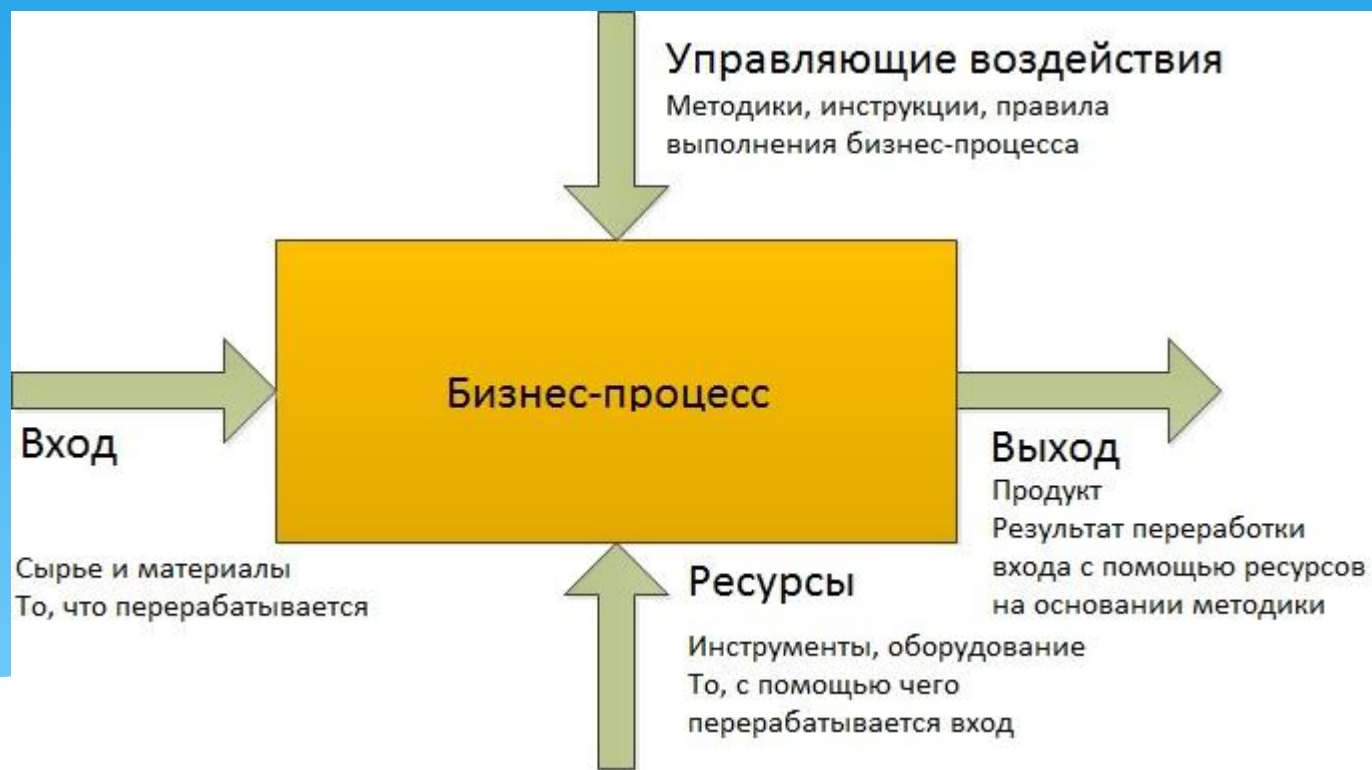 Управляющие воздействия
Методики, инструкции, правила
выполнения бизнес-процесса
Бизнес-процесс
Вход
Сырье и материалы
То, что перерабатывается
Выход
Продукт
Результат переработки
входа с помощью ресурсов
на основании методики
Ресурсы
Инструменты, оборудование
То, с помощью чего
перерабатывается вход